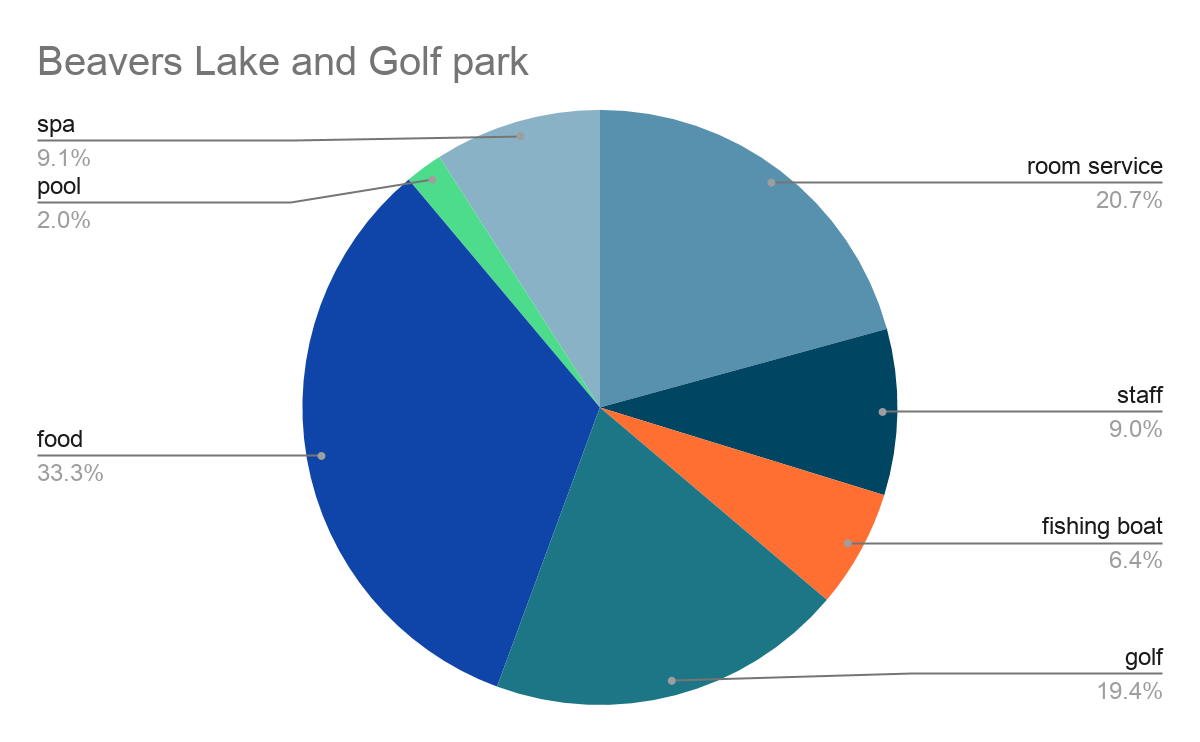 Beavers Lake and Golf park
spa
9.1%
pool
2.0%
food
33.3%
room service
20.7%
staff
9.0%
fishing boat
6.4%
golf
19.4%